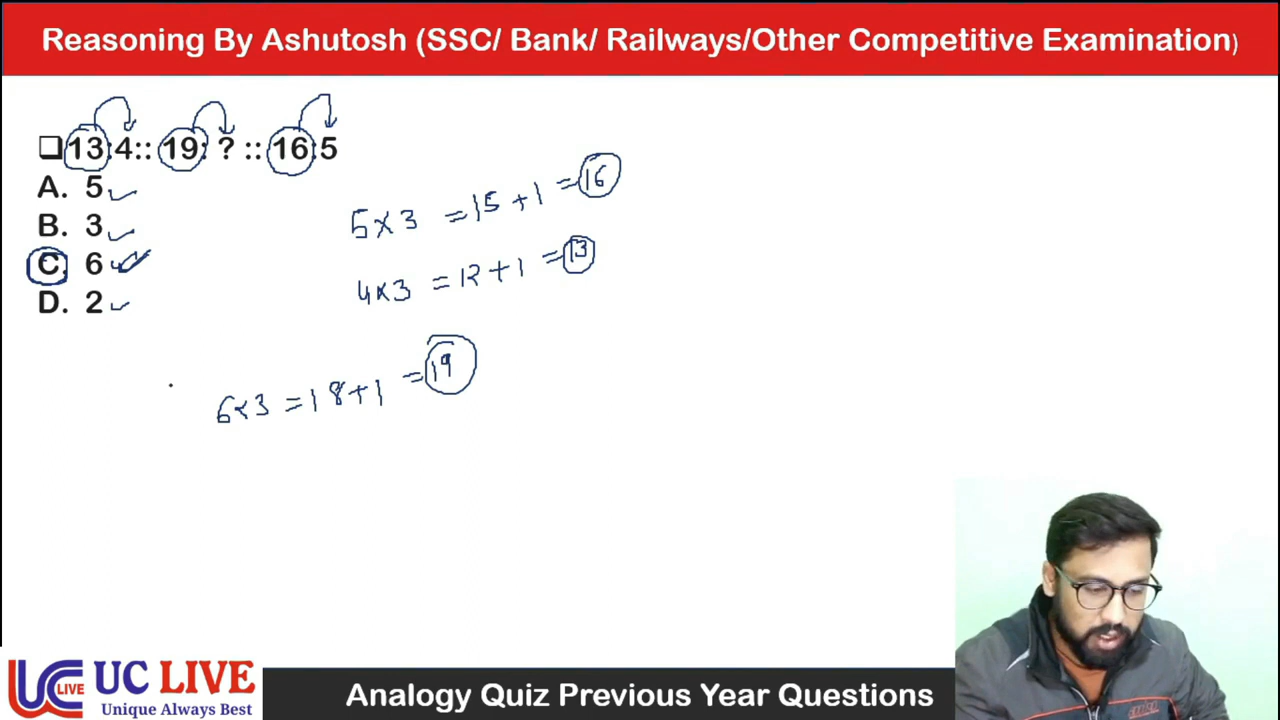 Reasoning By Ashutosh (SSC/ Bank/ Railways/Other Competitive Examination)
❑13:4:: 19: ? :: 16:5
A. 5
B. 3
C. 6
D. 2
5×3 =15+1 =16
4×3 =12+1 =13
6×3 =18+1 =19
UC LIVE
LIVE
Unique Always Best
Analogy Quiz Previous Year Questions